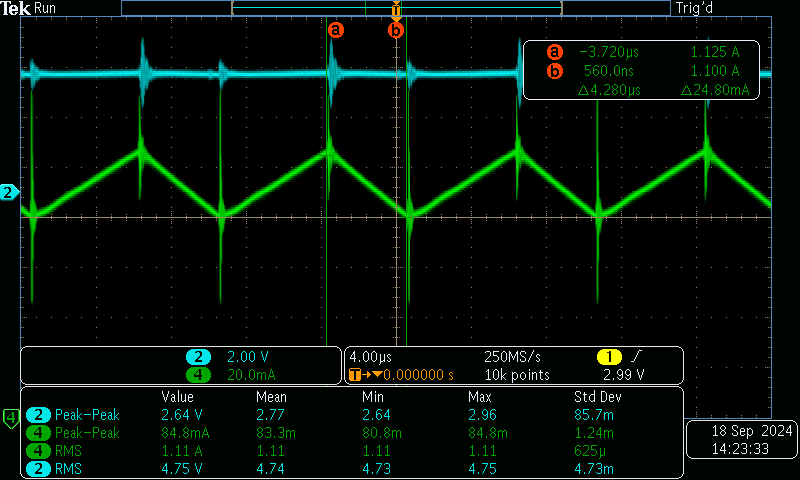 Tek Run T Trig'd
a b
a -3.720μs 1.125 A
b 560.0ns 1.100 A
△4.280μs △24.80mA
2
2 2.00 V
4 20.0mA
4.00μs 250MS/s 1
T→▼0.000000 s 10k points 2.99 V
Value Mean Min Max Std Dev
2 Peak-Peak 2.64 V 2.77 2.64 2.96 85.7m
4 Peak-Peak 84.8mA 83.3m 80.8m 84.8m 1.24m
4 RMS 1.11 A 1.11 1.11 1.11 625μ
2 RMS 4.75 V 4.74 4.73 4.75 4.73m
4
18 Sep 2024
14:23:33